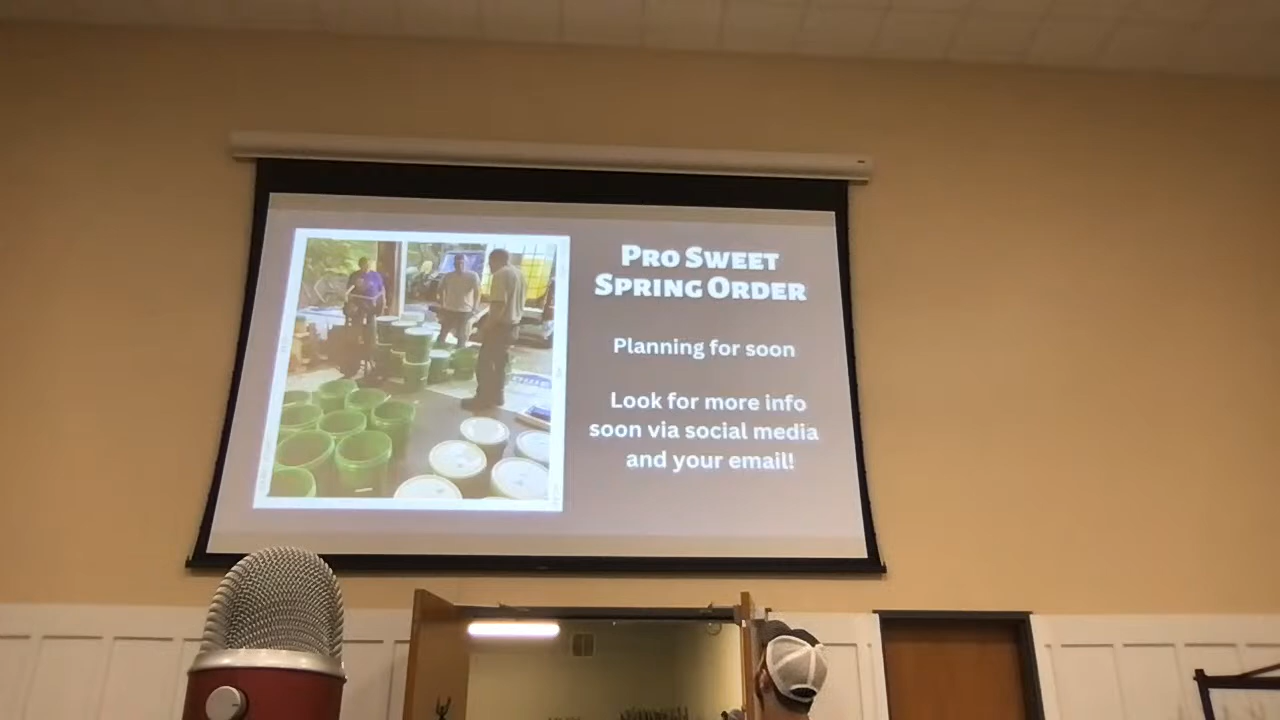 Pro Sweet
Spring Order
Planning for soon
Look for more info
soon via social media
and your email!